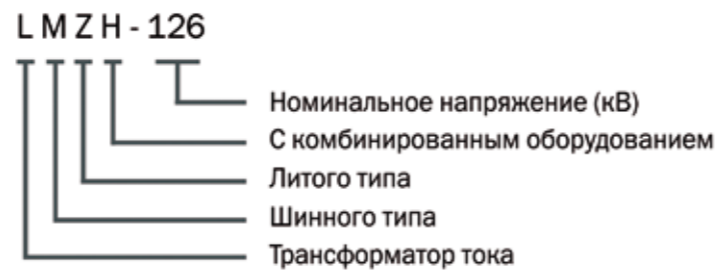 LMZH-126
Номинальное напряжение (кВ)
С комбинированным оборудованием
Литого типа
Шинного типа
Трансформатор тока